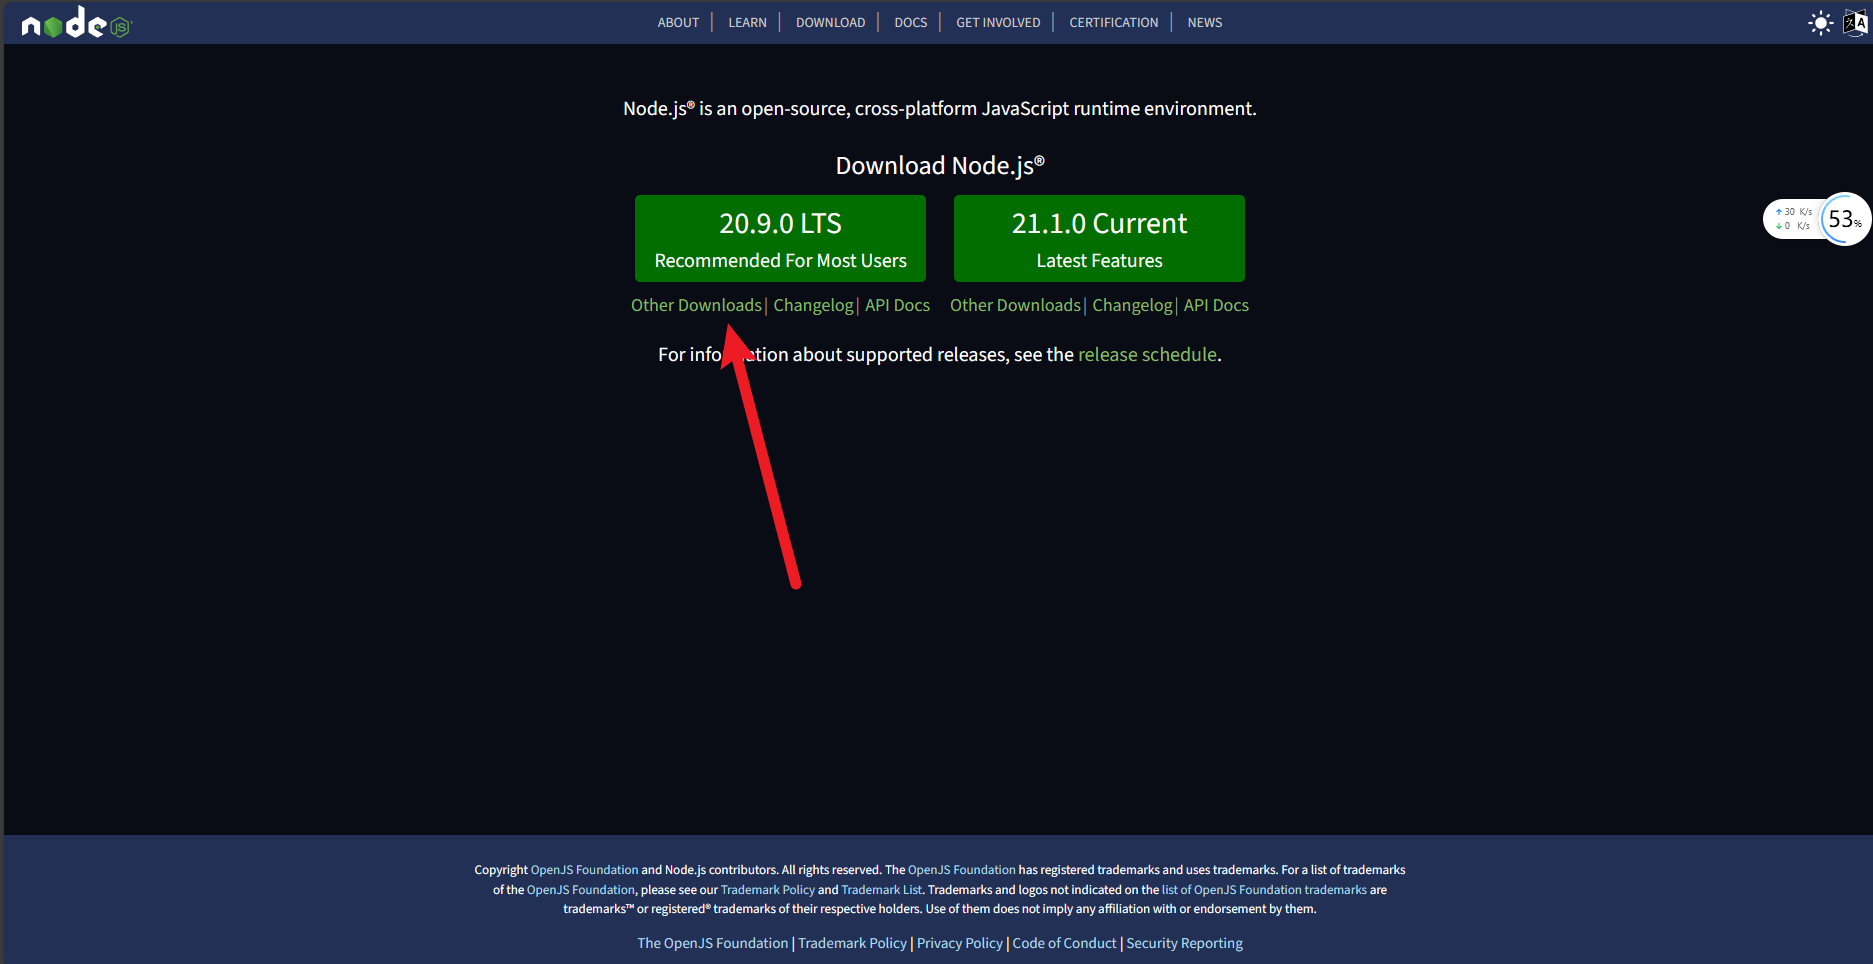 node JS
ABOUT | LEARN | DOWNLOAD | DOCS | GET INVOLVED | CERTIFICATION | NEWS
文 A
Node.js® is an open-source, cross-platform JavaScript runtime environment.
Download Node.js®
20.9.0 LTS
Recommended For Most Users
21.1.0 Current
Latest Features
↑ 30 K/s
↓ 0 K/s
53%
Other Downloads | Changelog | API Docs
Other Downloads | Changelog | API Docs
For information about supported releases, see the release schedule.
Copyright OpenJS Foundation and Node.js contributors. All rights reserved. The OpenJS Foundation has registered trademarks and uses trademarks. For a list of trademarks
of the OpenJS Foundation, please see our Trademark Policy and Trademark List. Trademarks and logos not indicated on the list of OpenJS Foundation trademarks are
trademarks™ or registered® trademarks of their respective holders. Use of them does not imply any affiliation with or endorsement by them.
The OpenJS Foundation | Trademark Policy | Privacy Policy | Code of Conduct | Security Reporting